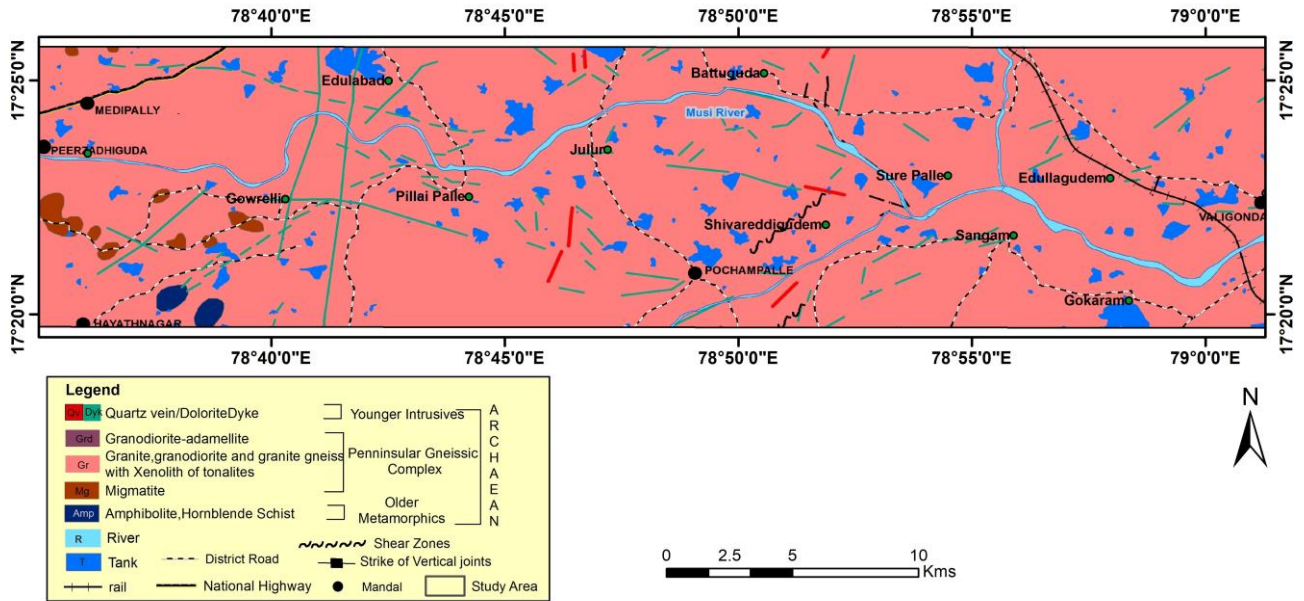 78°40'0"E 78°45'0"E 78°50'0"E 78°55'0"E 79°0'0"E
17°25'0"N
17°20'0"N
17°25'0"N
17°20'0"N
Edulabad
Battuguda
MEDIPALLY
Musi River
PEERZADHIGUDA
Julur
Sure Palle
Edullagudem
Gowrelli
Pillai Palle
VALIGONDA
Shivareddigudem
Sangam
POCHAMPALLE
Gokaram
HAYATHNAGAR
78°40'0"E 78°45'0"E 78°50'0"E 78°55'0"E 79°0'0"E
Legend
Qv Dyk Quartz vein/DoloriteDyke Younger Intrusives
Grd Granodiorite-adamellite
Gr Granite,granodiorite and granite gneiss
with Xenolith of tonalites
Penninsular Gneissic
Complex
Mg Migmatite
Amp Amphibolite,Hornblende Schist
Older
Metamorphics
ARCHAEAN
R River
T Tank
District Road
Shear Zones
Strike of Vertical joints
rail National Highway Mandal Study Area
N
0 2.5 5 10
Kms